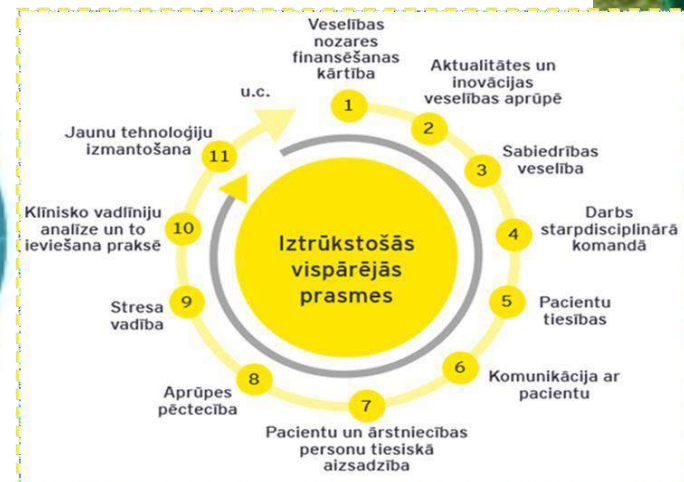 Iztrūkstošās
vispārējās
prasmes
1
Veselības
nozares
finansēšanas
kārtība
2
Aktualitātes un
inovācijas
veselības aprūpē
3
Sabiedrības
veselība
4
Darbs
starpdisciplinārā
komandā
5
Pacientu
tiesības
6
Komunikācija ar
pacientu
7
Pacientu un ārstniecības
personu tiesiskā
aizsadzība
8
Aprūpes
pēctecība
9
Stresa
vadība
10
Klīnisko vadlīniju
analīze un to
ieviešana praksē
11
Jaunu tehnoloģiju
izmantošana
u.c.